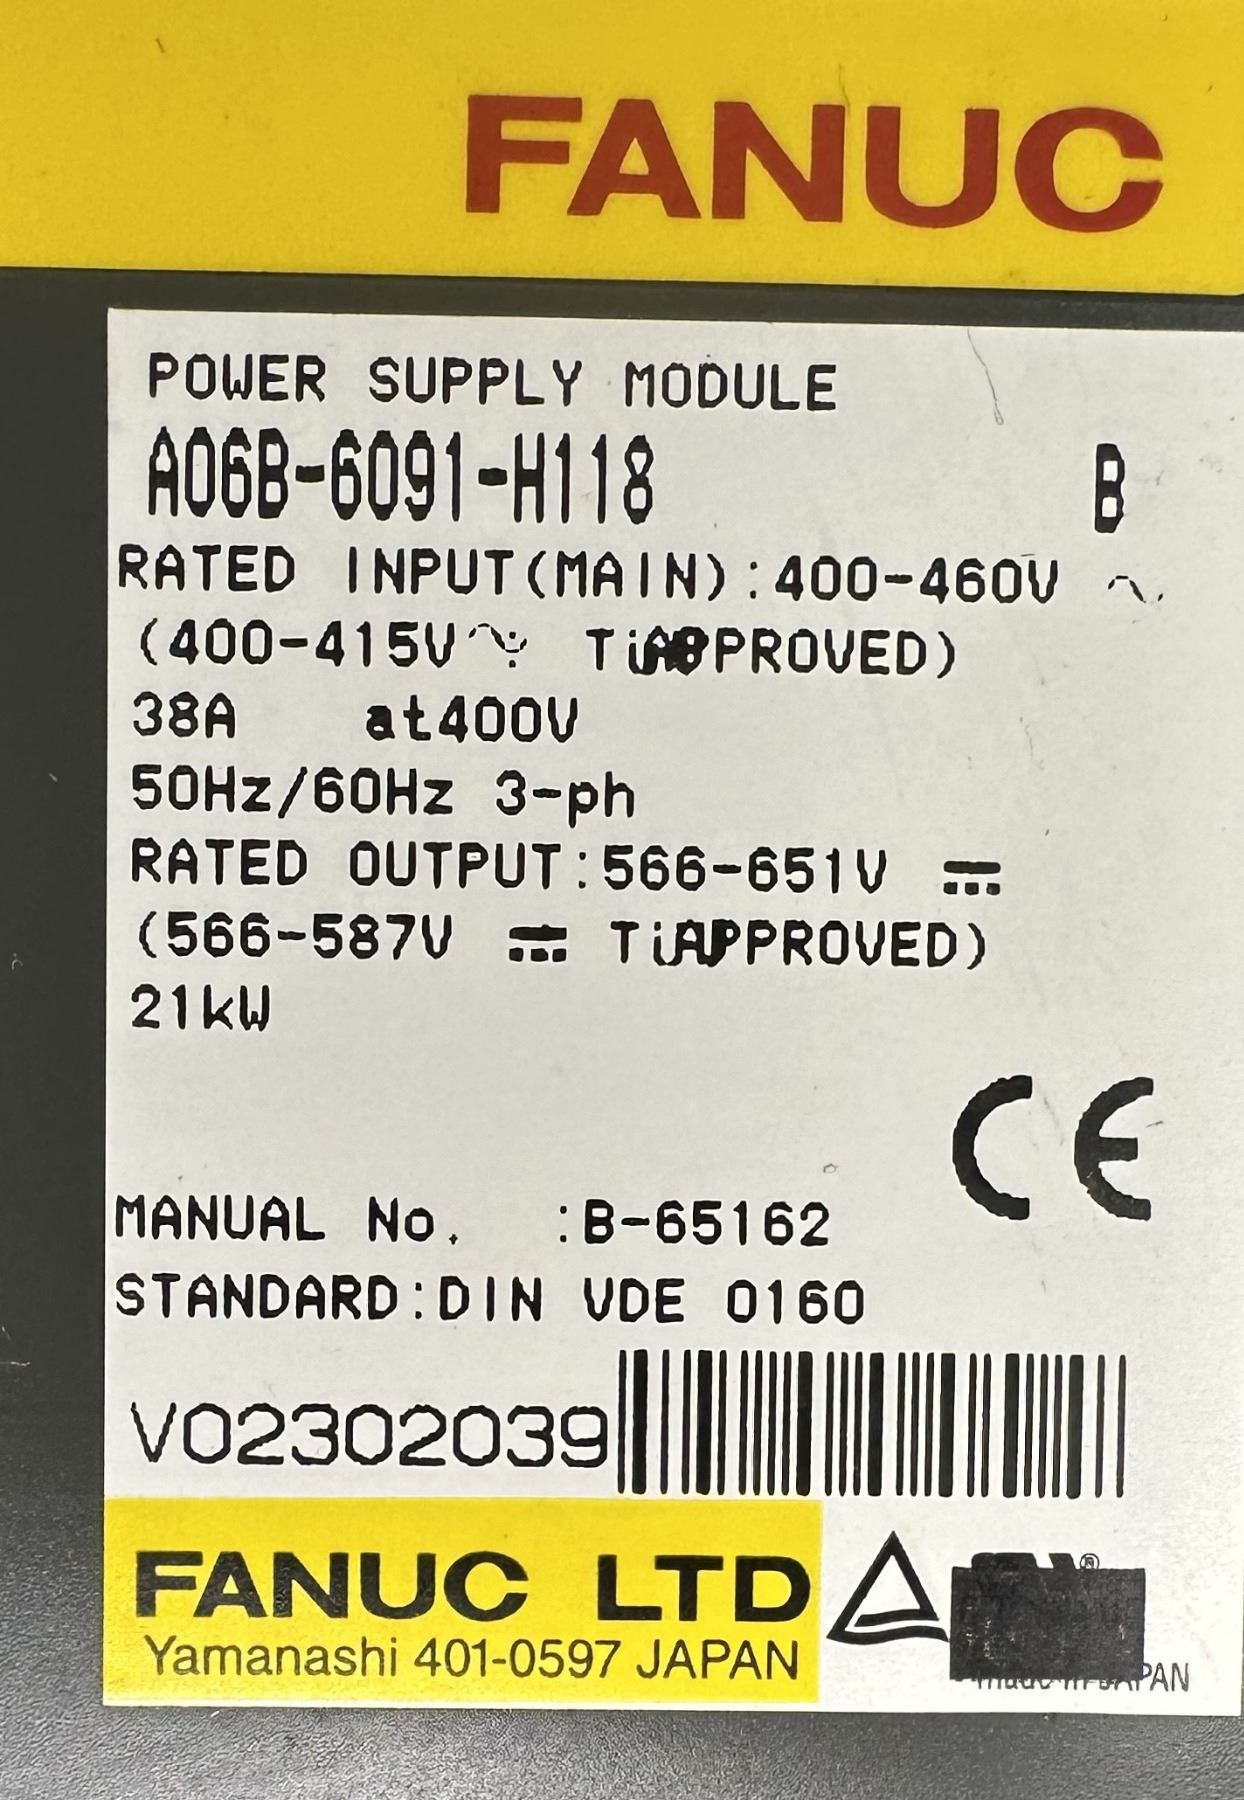 FANUC
POWER SUPPLY MODULE
A06B-6091-H118 B
RATED INPUT(MAIN):400-460V ~
(400-415V~ APPROVED)
38A at400V
50Hz/60Hz 3-ph
RATED OUTPUT:566-651V ⎓
(566-587V ⎓ APPROVED)
21kW
CE
MANUAL No. :B-65162
STANDARD:DIN VDE 0160
V02302039
FANUC LTD
®
Yamanashi 401-0597 JAPAN
JAPAN